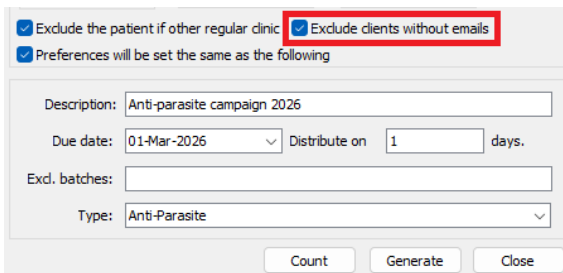 Exclude the patient if other regular clinic Exclude clients without emails
Preferences will be set the same as the following
Description: Anti-parasite campaign 2026
Due date: 01-Mar-2026 Distribute on 1 days.
Excl. batches:
Type: Anti-Parasite
Count Generate Close